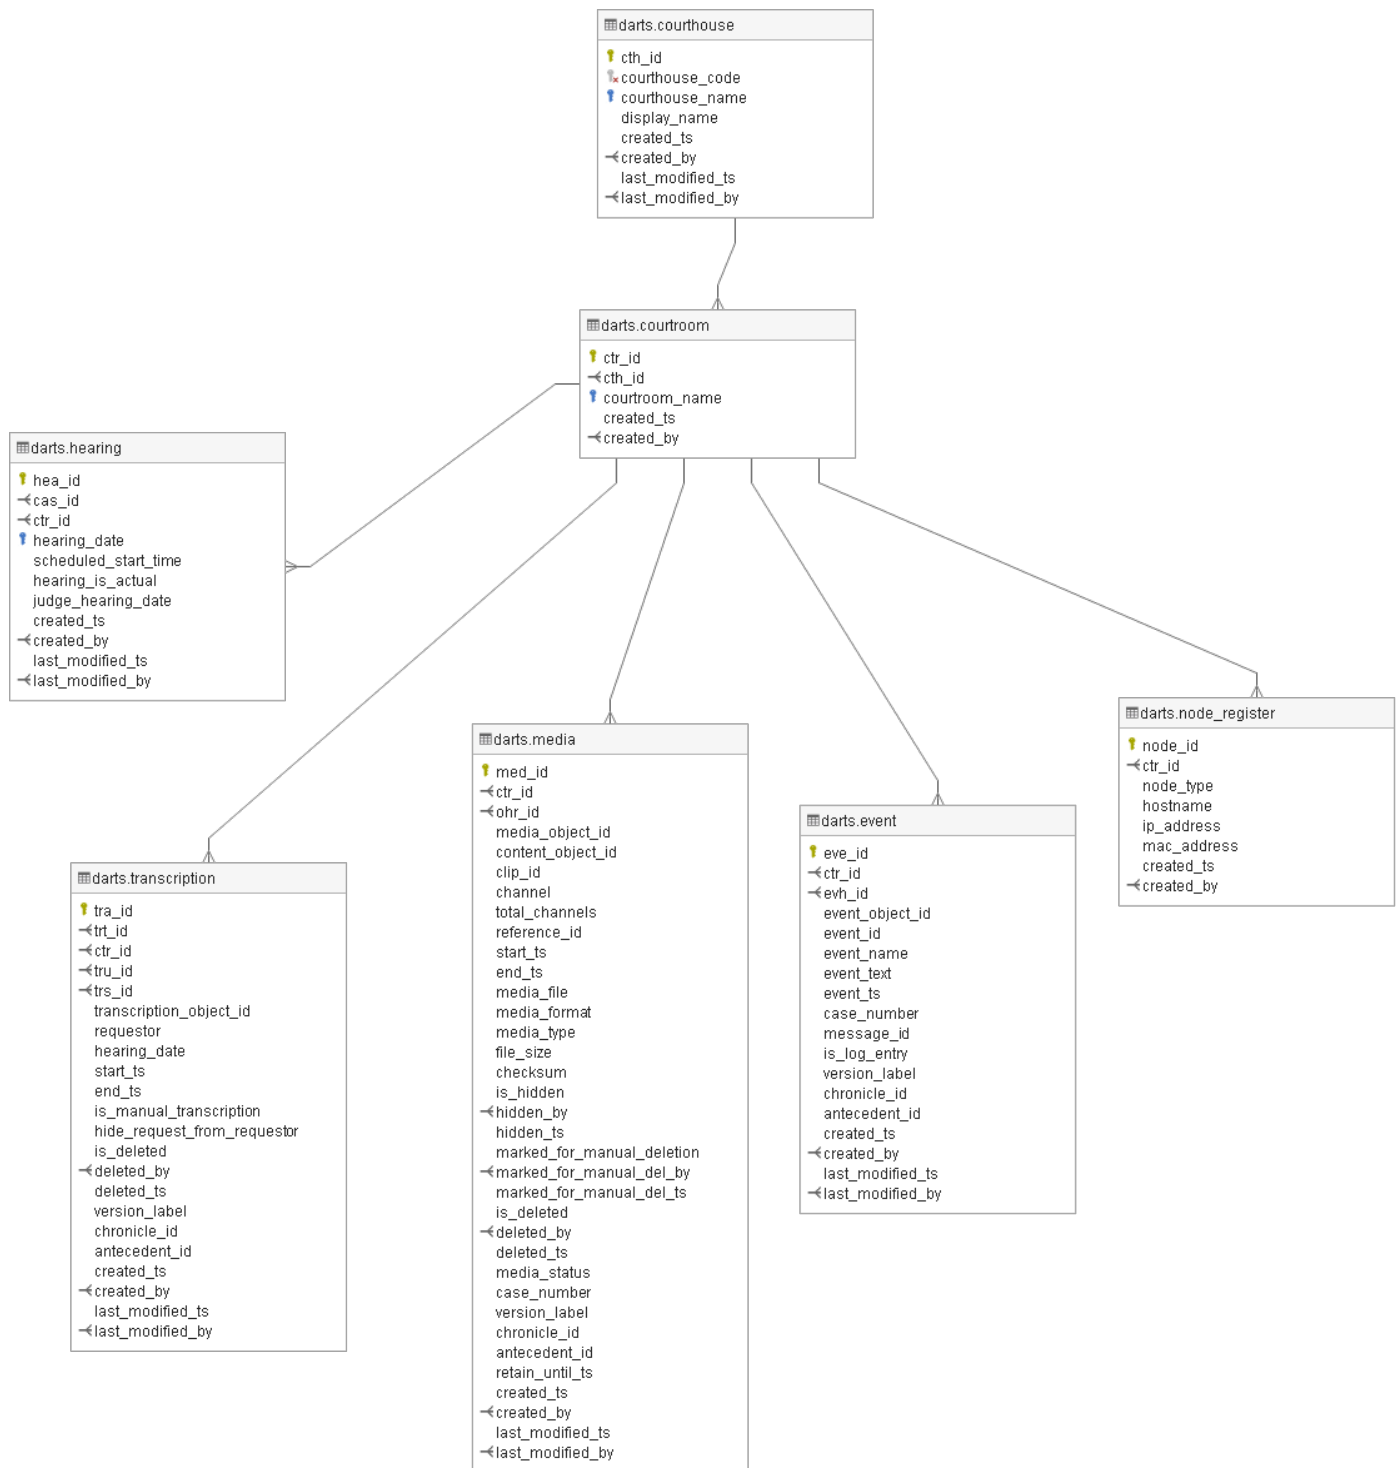 darts.courthouse
cth_id
courthouse_code
courthouse_name
display_name
created_ts
created_by
last_modified_ts
last_modified_by
darts.courtroom
ctr_id
cth_id
courtroom_name
created_ts
created_by
darts.hearing
hea_id
cas_id
ctr_id
hearing_date
scheduled_start_time
hearing_is_actual
judge_hearing_date
created_ts
created_by
last_modified_ts
last_modified_by
darts.transcription
tra_id
trt_id
ctr_id
tru_id
trs_id
transcription_object_id
requestor
hearing_date
start_ts
end_ts
is_manual_transcription
hide_request_from_requestor
is_deleted
deleted_by
deleted_ts
version_label
chronicle_id
antecedent_id
created_ts
created_by
last_modified_ts
last_modified_by
darts.media
med_id
ctr_id
ohr_id
media_object_id
content_object_id
clip_id
channel
total_channels
reference_id
start_ts
end_ts
media_file
media_format
media_type
file_size
checksum
is_hidden
hidden_by
hidden_ts
marked_for_manual_deletion
marked_for_manual_del_by
marked_for_manual_del_ts
is_deleted
deleted_by
deleted_ts
media_status
case_number
version_label
chronicle_id
antecedent_id
retain_until_ts
created_ts
created_by
last_modified_ts
last_modified_by
darts.event
eve_id
ctr_id
evh_id
event_object_id
event_id
event_name
event_text
event_ts
case_number
message_id
is_log_entry
version_label
chronicle_id
antecedent_id
created_ts
created_by
last_modified_ts
last_modified_by
darts.node_register
node_id
ctr_id
node_type
hostname
ip_address
mac_address
created_ts
created_by